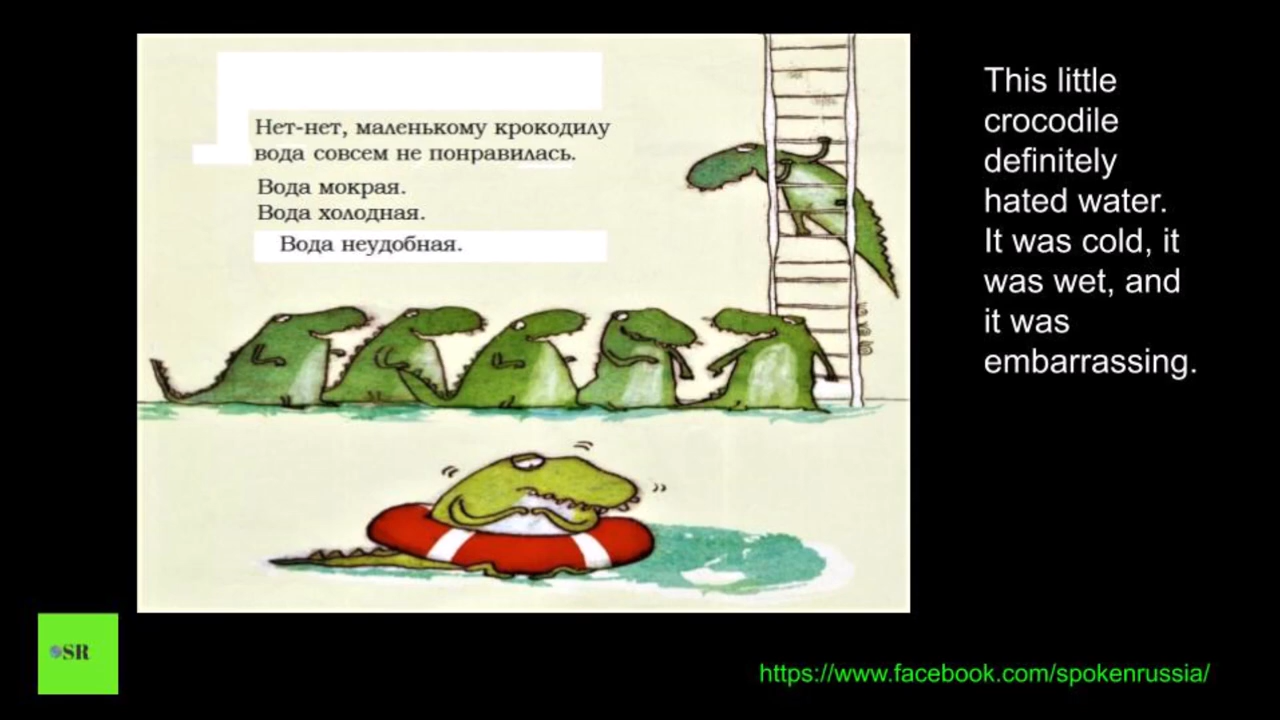 Нет-нет, маленькому крокодилу
вода совсем не понравилась.
Вода мокрая.
Вода холодная.
Вода неудобная.
This little
crocodile
definitely
hated water.
It was cold, it
was wet, and
it was
embarrassing.
SR
https://www.facebook.com/spokenrussia/